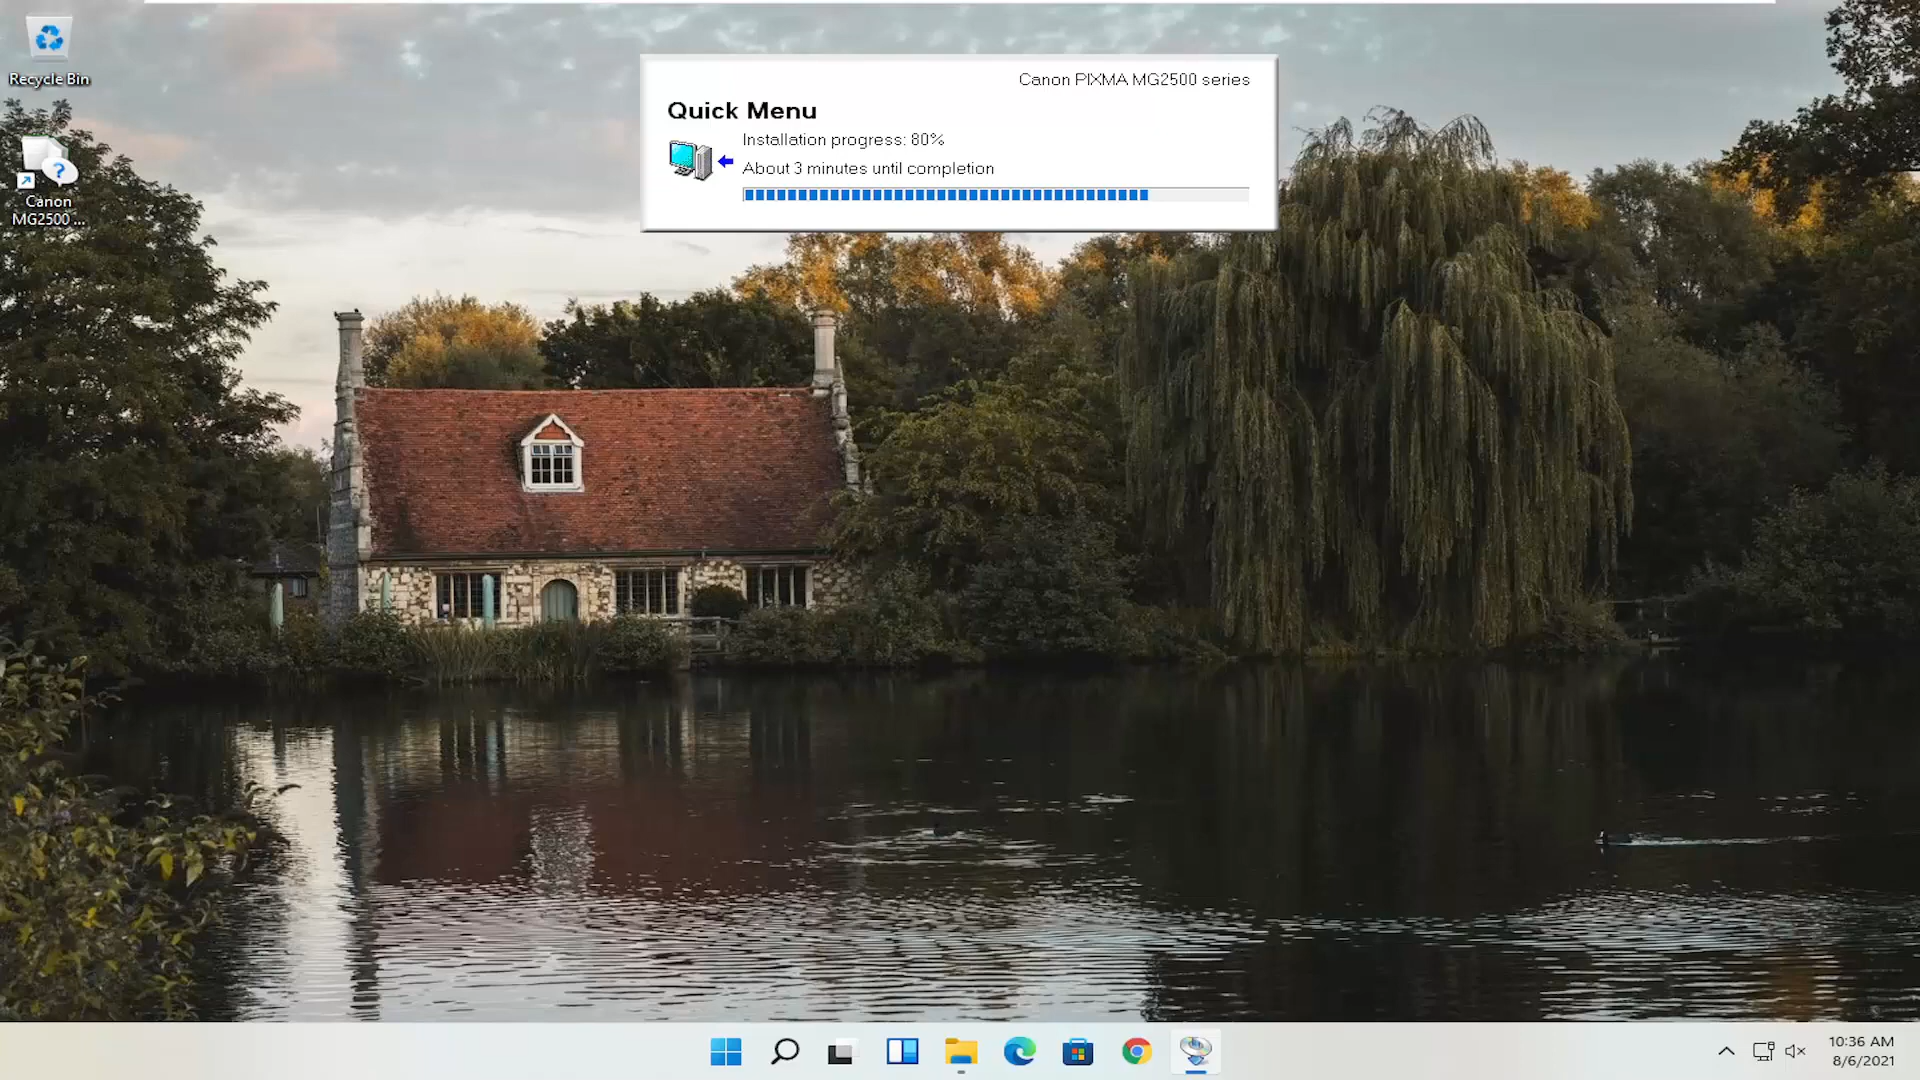 Recycle Bin
Canon
MG2500 ...
Canon PIXMA MG2500 series
Quick Menu
Installation progress: 80%
About 3 minutes until completion
10:36 AM
8/6/2021